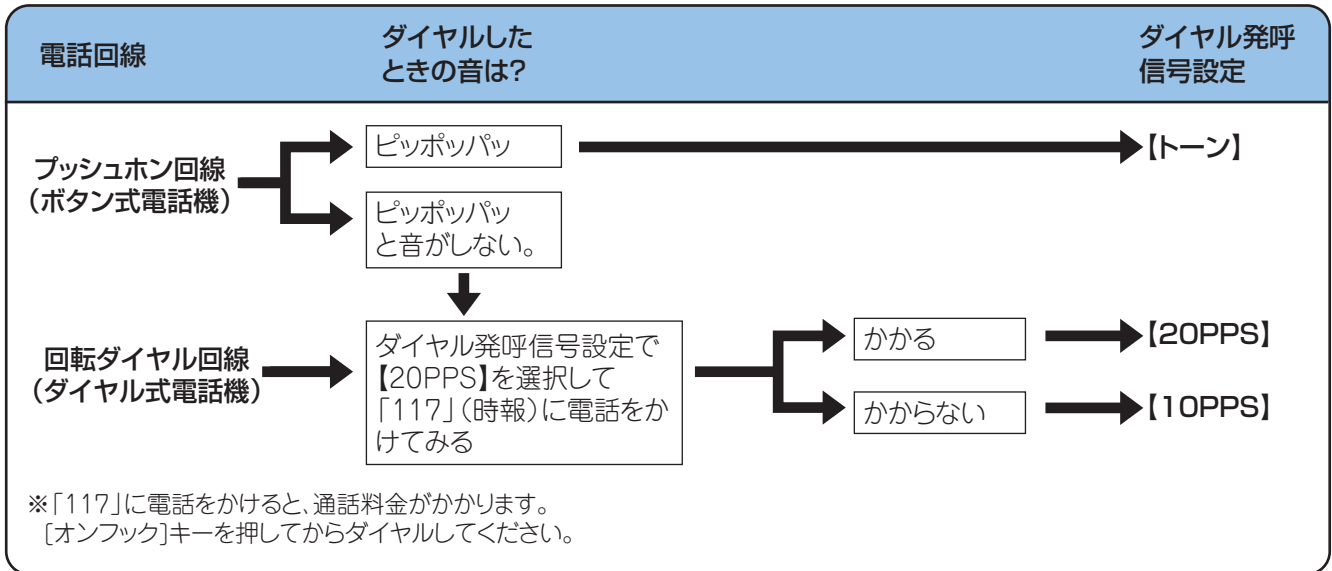 電話回線
ダイヤルした
ときの音は?
ダイヤル発呼
信号設定
プッシュホン回線
（ボタン式電話機）
ピッポッパッ
【トーン】
ピッポッパッ
と音がしない。
回転ダイヤル回線
（ダイヤル式電話機）
ダイヤル発呼信号設定で
【20PPS】を選択して
「117」（時報）に電話をか
けてみる
かかる
【20PPS】
かからない
【10PPS】
※「117」に電話をかけると、通話料金がかかります。
［オンフック］キーを押してからダイヤルしてください。